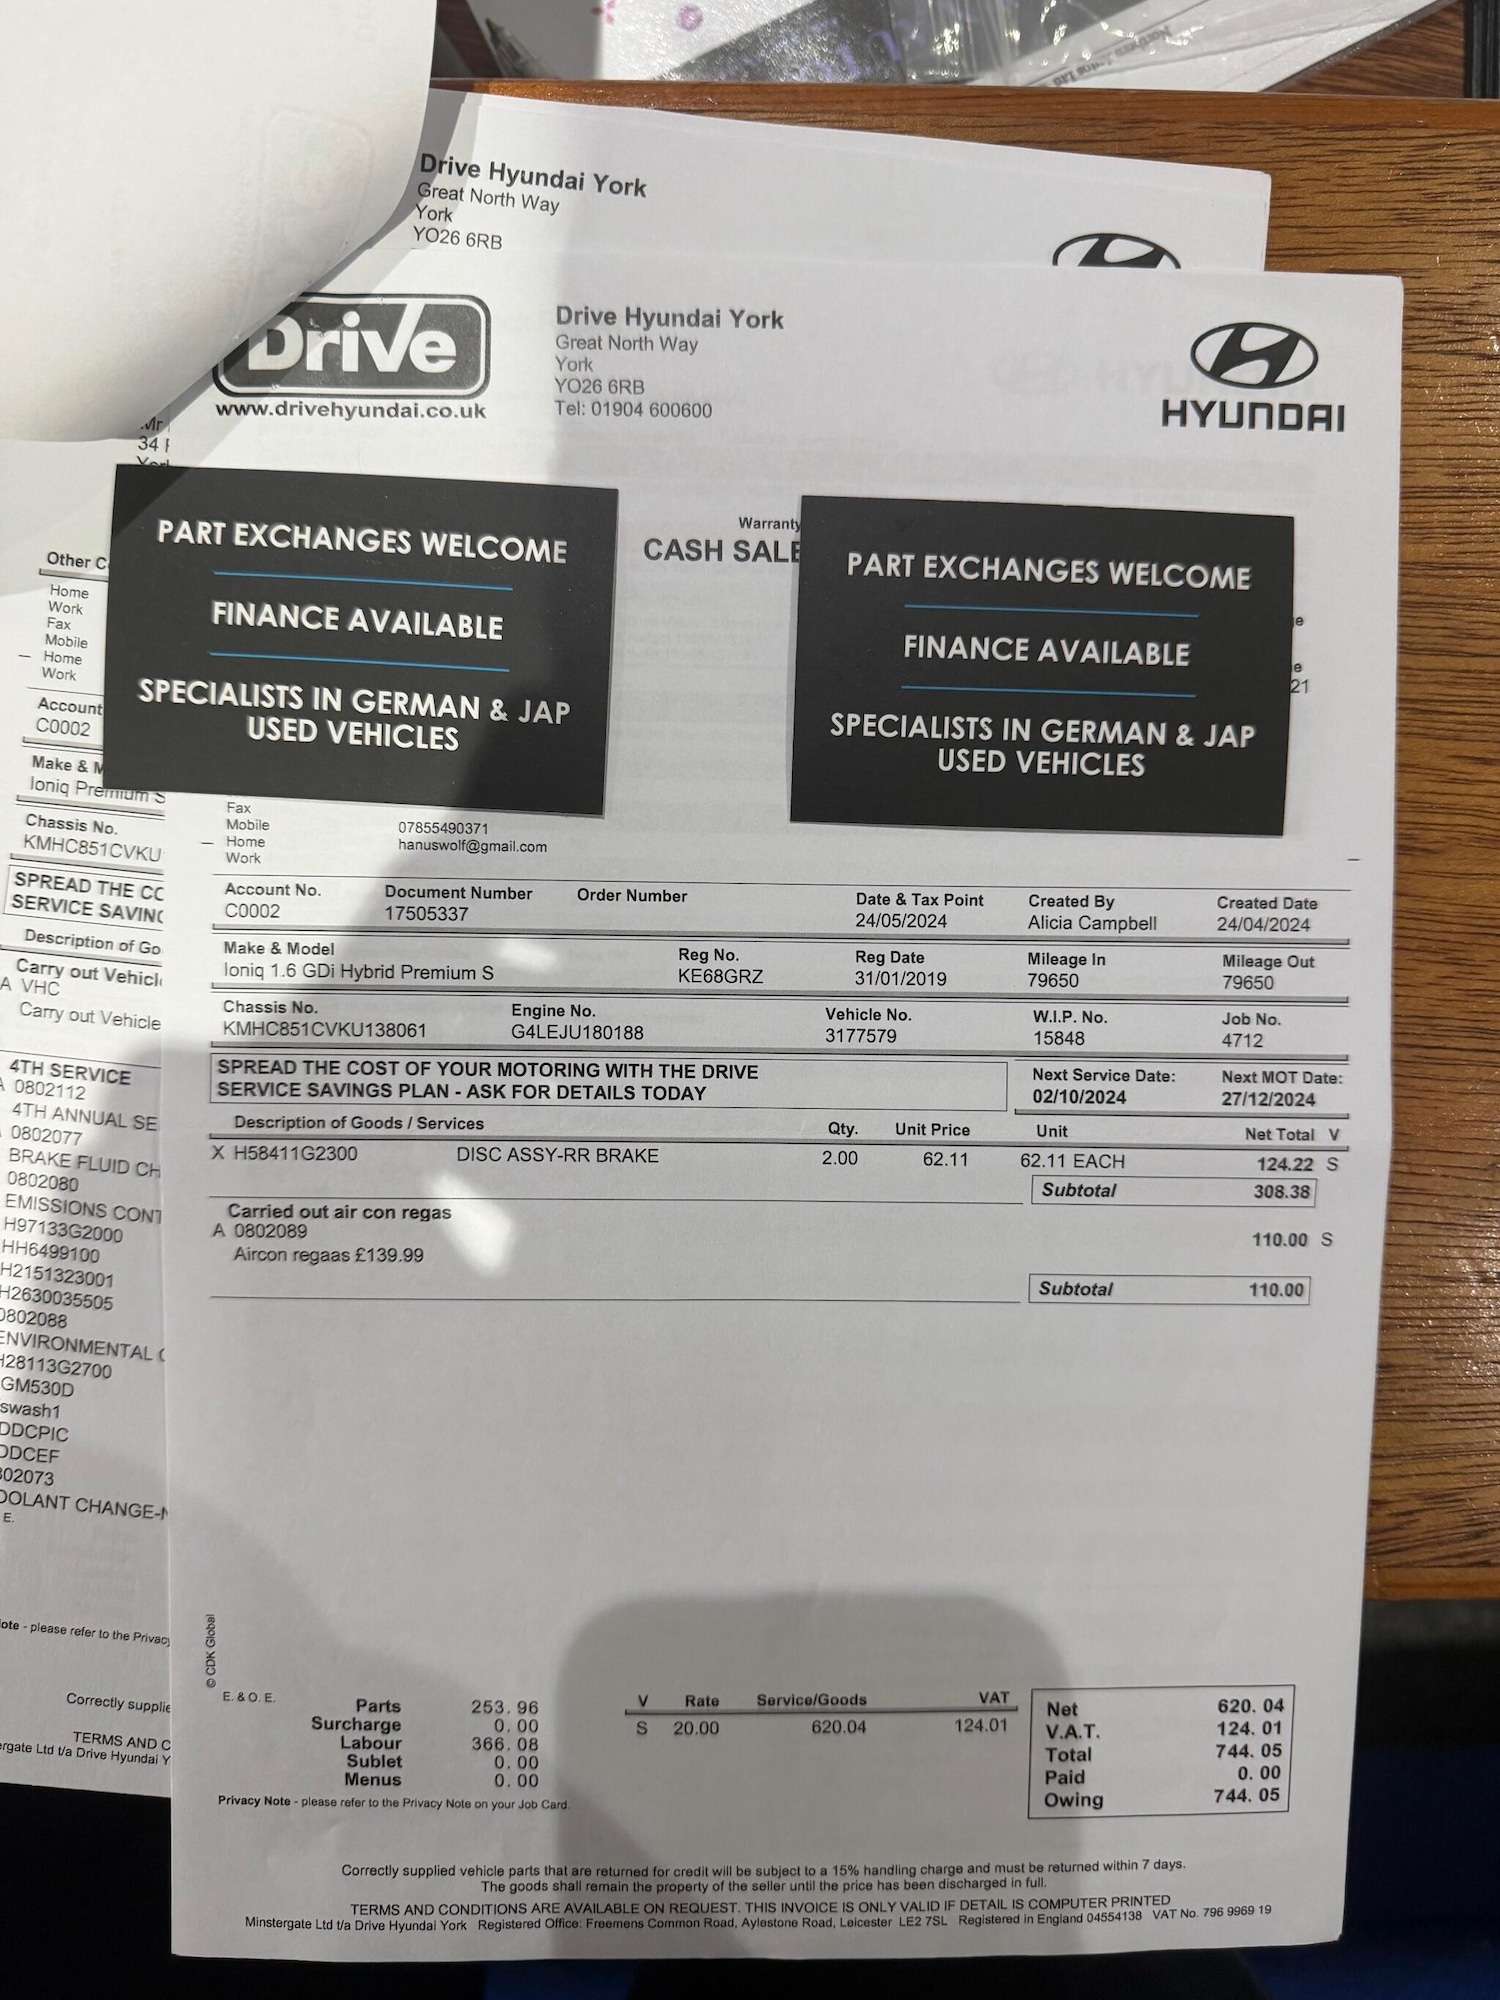 Drive Hyundai York
Great North Way
York
YO26 6RB
Drive
www.drivehyundai.co.uk
Drive Hyundai York
Great North Way
York
YO26 6RB
Tel: 01904 600600
HYUNDAI
Mr
34
Warranty
CASH SALE
PART EXCHANGES WELCOME
FINANCE AVAILABLE
SPECIALISTS IN GERMAN & JAP
USED VEHICLES
PART EXCHANGES WELCOME
FINANCE AVAILABLE
SPECIALISTS IN GERMAN & JAP
USED VEHICLES
e
e
21
Other C
Home
Work
Fax
Mobile
Home
Work
Account
C0002
Make & M
Ioniq Premium S
Chassis No.
KMHC851CVKU
SPREAD THE CO
SERVICE SAVING
Description of Go
Carry out Vehicl
A VHC
Carry out Vehicle
4TH SERVICE
A 0802112
4TH ANNUAL SE
0802077
BRAKE FLUID CH
0802080
EMISSIONS CONT
H97133G2000
HH6499100
H2151323001
H2630035505
0802088
ENVIRONMENTAL C
H28113G2700
GM530D
swash1
DDCPIC
DDCEF
802073
COOLANT CHANGE-
E.
ote - please refer to the Privacy
Correctly supplie
TERMS AND C
ergate Ltd t/a Drive Hyundai Y
Fax
Mobile 07855490371
Home hanuswolf@gmail.com
Work
Account No. Document Number Order Number Date & Tax Point Created By Created Date
C0002 17505337 24/05/2024 Alicia Campbell 24/04/2024
Make & Model Reg No. Reg Date Mileage In Mileage Out
Ioniq 1.6 GDi Hybrid Premium S KE68GRZ 31/01/2019 79650 79650
Chassis No. Engine No. Vehicle No. W.I.P. No. Job No.
KMHC851CVKU138061 G4LEJU180188 3177579 15848 4712
SPREAD THE COST OF YOUR MOTORING WITH THE DRIVE
SERVICE SAVINGS PLAN - ASK FOR DETAILS TODAY
Next Service Date: Next MOT Date:
02/10/2024 27/12/2024
Description of Goods / Services Qty. Unit Price Unit Net Total V
X H58411G2300 DISC ASSY-RR BRAKE 2.00 62.11 62.11 EACH 124.22 S
Subtotal 308.38
Carried out air con regas
A 0802089 110.00 S
Aircon regaas £139.99
Subtotal 110.00
© CDK Global
E. & O. E.
Parts 253.96
Surcharge 0.00
Labour 366.08
Sublet 0.00
Menus 0.00
V Rate Service/Goods VAT
S 20.00 620.04 124.01
Net 620.04
V.A.T. 124.01
Total 744.05
Paid 0.00
Owing 744.05
Privacy Note - please refer to the Privacy Note on your Job Card.
Correctly supplied vehicle parts that are returned for credit will be subject to a 15% handling charge and must be returned within 7 days.
The goods shall remain the property of the seller until the price has been discharged in full.
TERMS AND CONDITIONS ARE AVAILABLE ON REQUEST. THIS INVOICE IS ONLY VALID IF DETAIL IS COMPUTER PRINTED
Minstergate Ltd t/a Drive Hyundai York Registered Office: Freemens Common Road, Aylestone Road, Leicester LE2 7SL Registered in England 04554138 VAT No. 796 9969 19